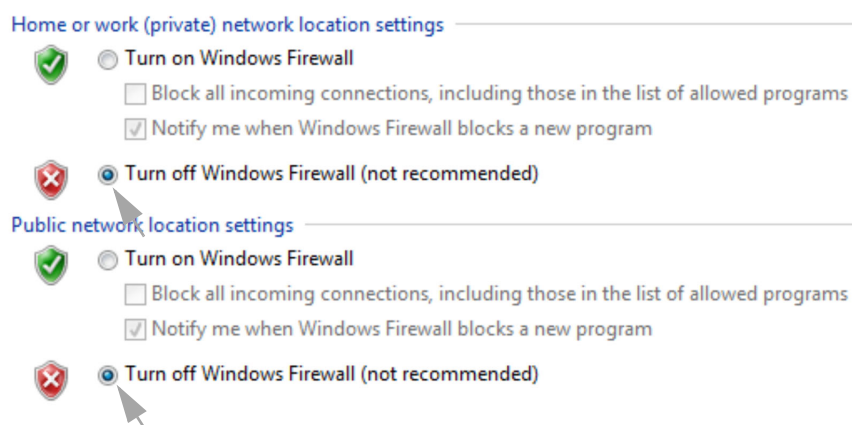 Home or work (private) network location settings
Turn on Windows Firewall
Block all incoming connections, including those in the list of allowed programs
Notify me when Windows Firewall blocks a new program
Turn off Windows Firewall (not recommended)
Public network location settings
Turn on Windows Firewall
Block all incoming connections, including those in the list of allowed programs
Notify me when Windows Firewall blocks a new program
Turn off Windows Firewall (not recommended)